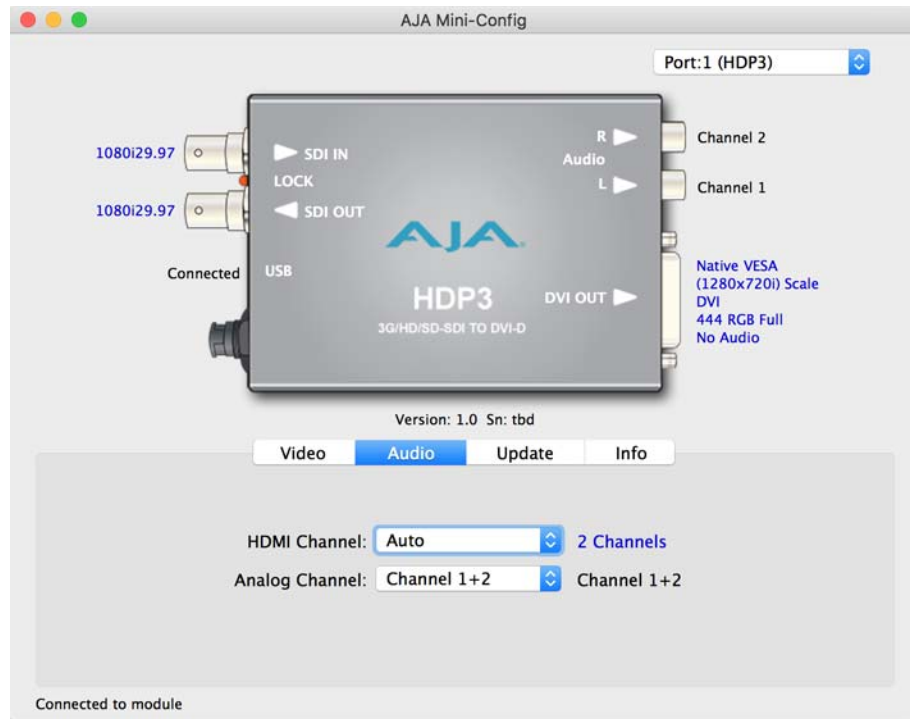 AJA Mini-Config
Port:1 (HDP3)
1080i29.97
SDI IN
LOCK
1080i29.97
SDI OUT
Connected
USB
R
Audio
L
Channel 2
Channel 1
AJA
HDP3
3G/HD/SD-SDI TO DVI-D
DVI OUT
Native VESA
(1280x720i) Scale
DVI
444 RGB Full
No Audio
Version: 1.0 Sn: tbd
Video Audio Update Info
HDMI Channel: Auto 2 Channels
Analog Channel: Channel 1+2 Channel 1+2
Connected to module